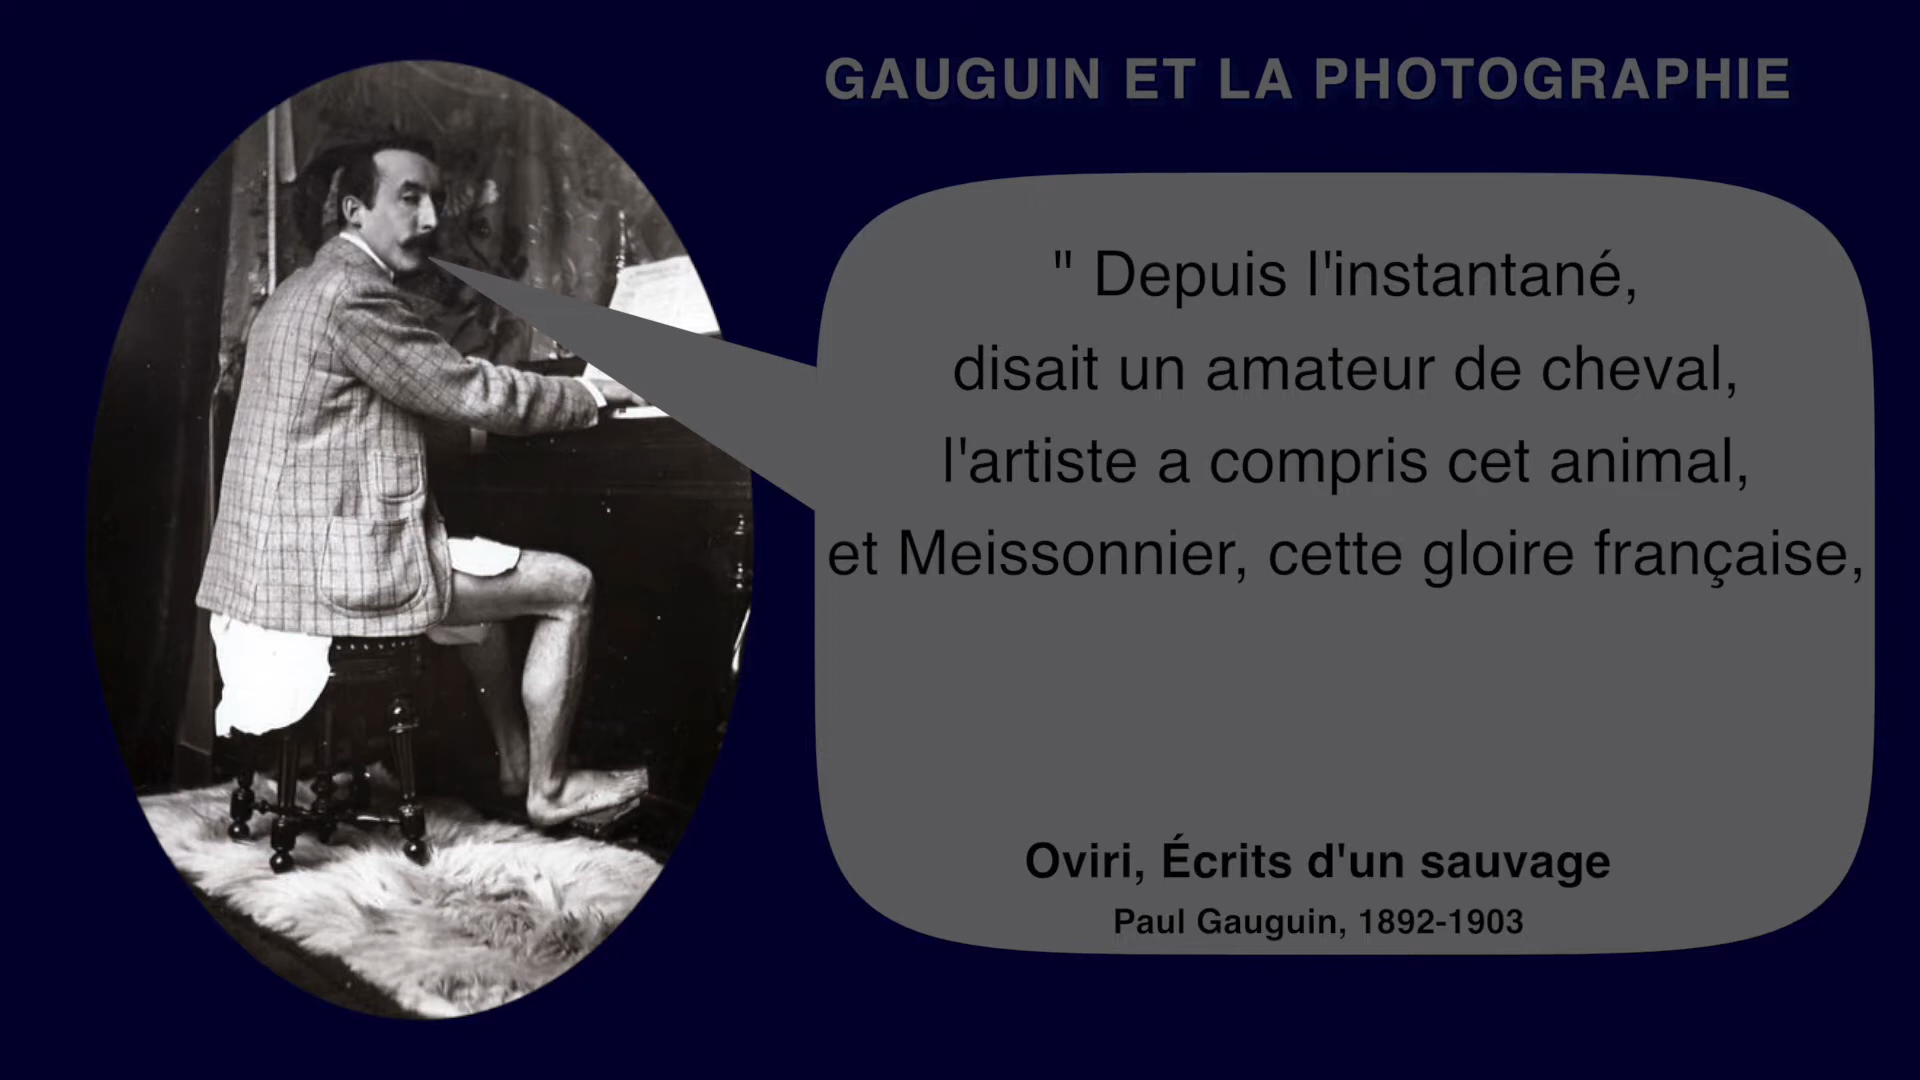 GAUGUIN ET LA PHOTOGRAPHIE
" Depuis l'instantané,
disait un amateur de cheval,
l'artiste a compris cet animal,
et Meissonnier, cette gloire française,
Oviri, Écrits d'un sauvage
Paul Gauguin, 1892-1903